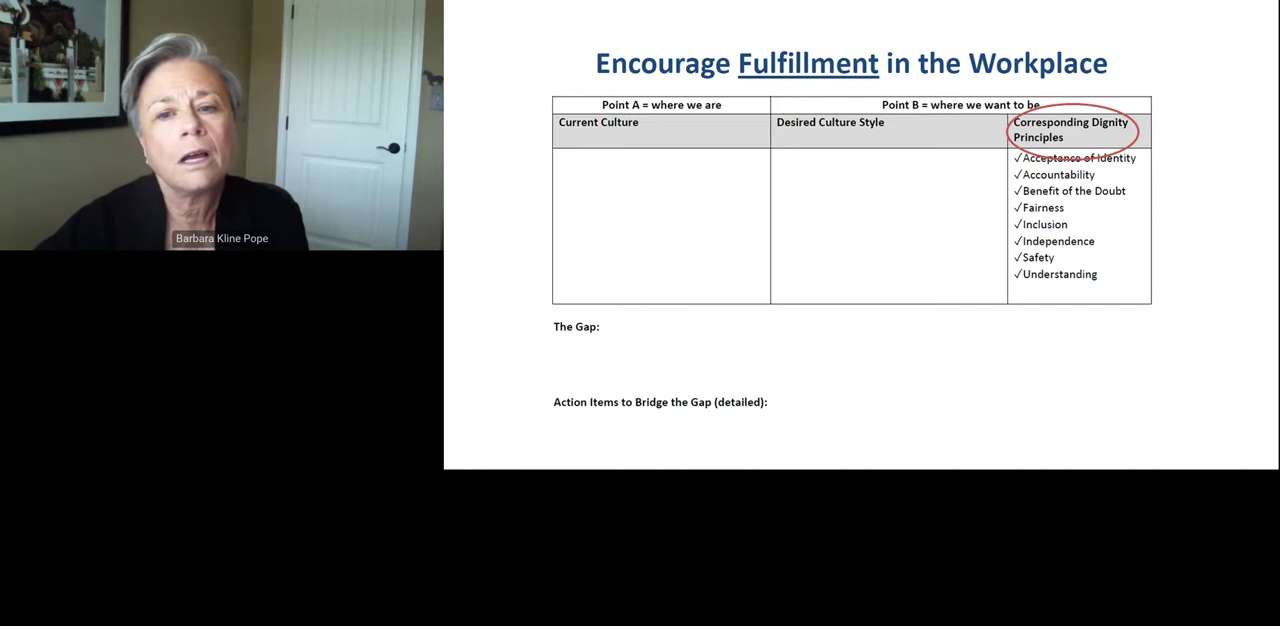 Barbara Kline Pope
Encourage Fulfillment in the Workplace
Point A = where we are
Point B = where we want to be
Current Culture
Desired Culture Style
Corresponding Dignity
Principles
✓Acceptance of Identity
✓Accountability
✓Benefit of the Doubt
✓Fairness
✓Inclusion
✓Independence
✓Safety
✓Understanding
The Gap:
Action Items to Bridge the Gap (detailed):